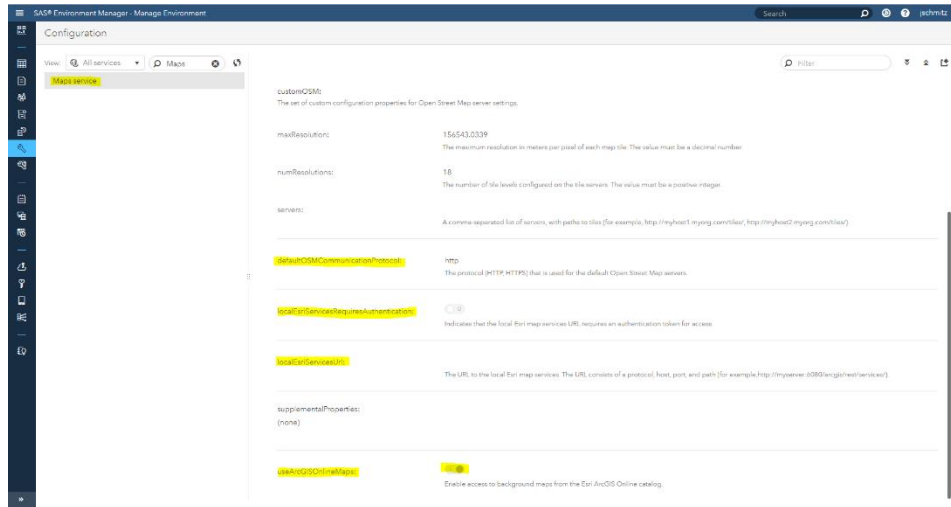 SAS® Environment Manager - Manage Environment
Search
jschmitz
Configuration
View:
All services
Maps
Filter
Maps service
customOSM:
The set of custom configuration properties for Open Street Map server settings.
maxResolution:
156543.0339
The maximum resolution in meters per pixel of each map tile. The value must be a decimal number.
numResolutions:
18
The number of tile levels configured on the tile servers. The value must be a positive integer.
servers:
A comma-separated list of servers, with paths to tiles (for example, http://myhost1.myorg.com/tiles/, http://myhost2.myorg.com/tiles/)
defaultOSMCommunicationProtocol:
http
The protocol (HTTP, HTTPS) that is used for the default Open Street Map servers.
localEsriServicesRequiresAuthentication:
Indicates that the local Esri map services URL requires an authentication token for access.
localEsriServicesUrl:
The URL to the local Esri map services. The URL consists of a protocol, host, port, and path (for example,http://myserver:6080/arcgis/rest/services/).
supplementalProperties:
(none)
useArcGISOnlineMaps:
Enable access to background maps from the Esri ArcGIS Online catalog.